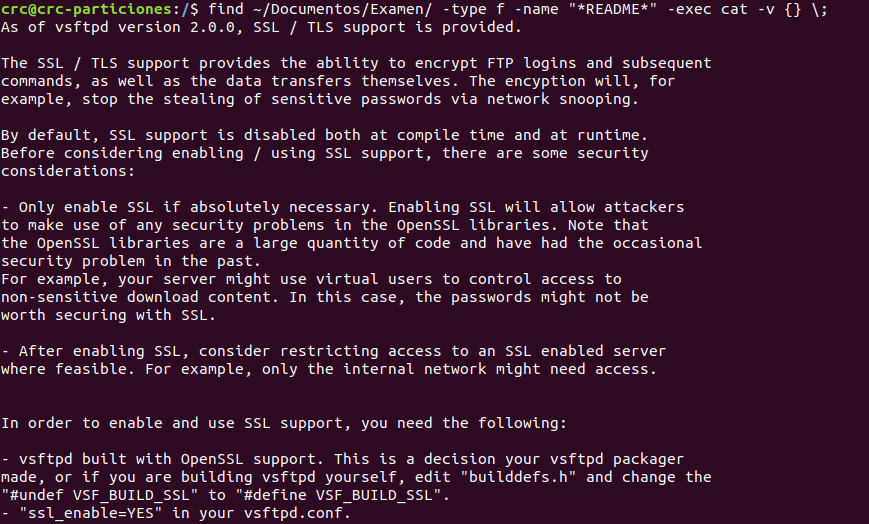 crc@crc-particiones:/$ find ~/Documentos/Examen/ -type f -name "*README*" -exec cat -v {} \;
As of vsftpd version 2.0.0, SSL / TLS support is provided.

The SSL / TLS support provides the ability to encrypt FTP logins and subsequent
commands, as well as the data transfers themselves. The encyption will, for
example, stop the stealing of sensitive passwords via network snooping.

By default, SSL support is disabled both at compile time and at runtime.
Before considering enabling / using SSL support, there are some security
considerations:

- Only enable SSL if absolutely necessary. Enabling SSL will allow attackers
to make use of any security problems in the OpenSSL libraries. Note that
the OpenSSL libraries are a large quantity of code and have had the occasional
security problem in the past.
For example, your server might use virtual users to control access to
non-sensitive download content. In this case, the passwords might not be
worth securing with SSL.

- After enabling SSL, consider restricting access to an SSL enabled server
where feasible. For example, only the internal network might need access.


In order to enable and use SSL support, you need the following:

- vsftpd built with OpenSSL support. This is a decision your vsftpd packager
made, or if you are building vsftpd yourself, edit "builddefs.h" and change the
"#undef VSF_BUILD_SSL" to "#define VSF_BUILD_SSL".
- "ssl_enable=YES" in your vsftpd.conf.